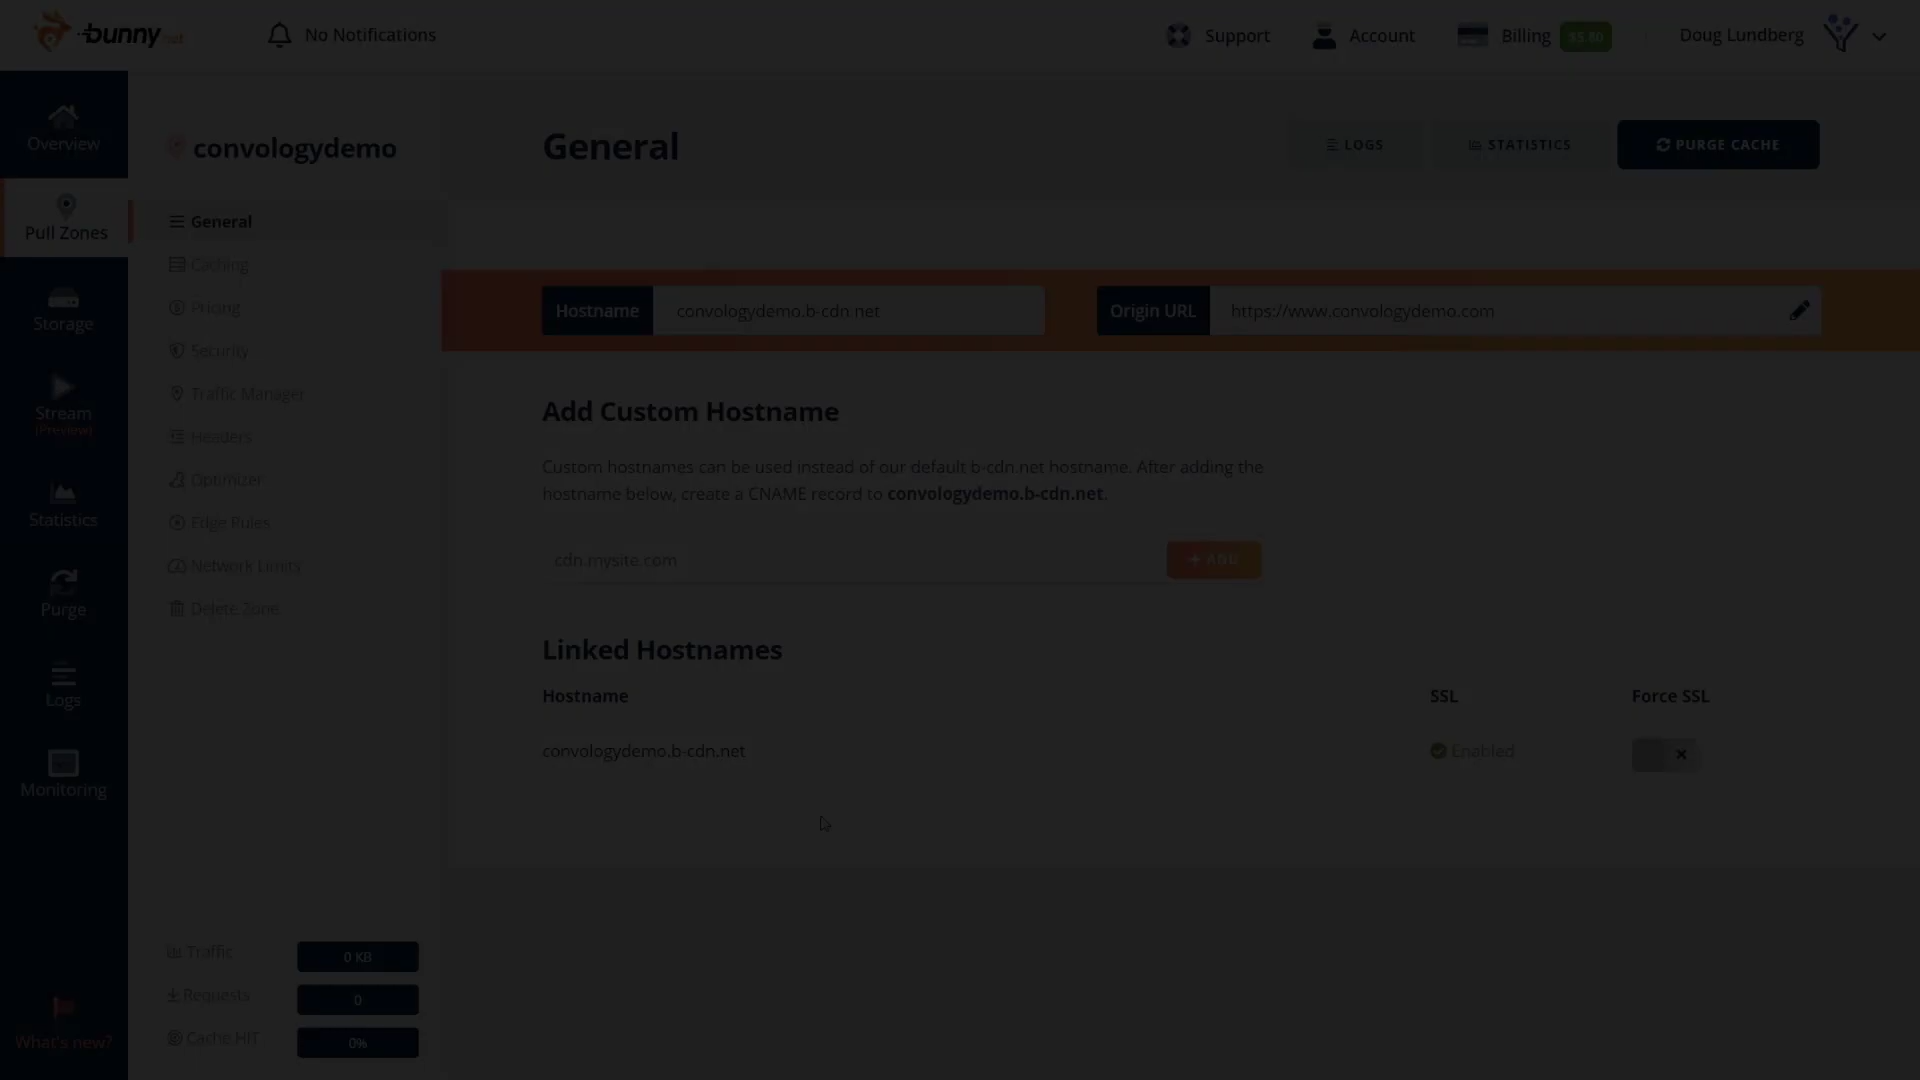 bunny.net
No Notifications
Support
Account
Billing
$5.80
Doug Lundberg
Overview
Pull Zones
Storage
Stream
(Preview)
Statistics
Purge
Logs
Monitoring
What's new?
convologydemo
General
Caching
Pricing
Security
Traffic Manager
Headers
Optimizer
Edge Rules
Network Limits
Delete Zone
Traffic 0 KB
Requests 0
Cache HIT 0%
General
LOGS
STATISTICS
PURGE CACHE
Hostname convologydemo.b-cdn.net
Origin URL https://www.convologydemo.com
Add Custom Hostname
Custom hostnames can be used instead of our default b-cdn.net hostname. After adding the
hostname below, create a CNAME record to convologydemo.b-cdn.net.
cdn.mysite.com
+ ADD
Linked Hostnames
Hostname SSL Force SSL
convologydemo.b-cdn.net Enabled